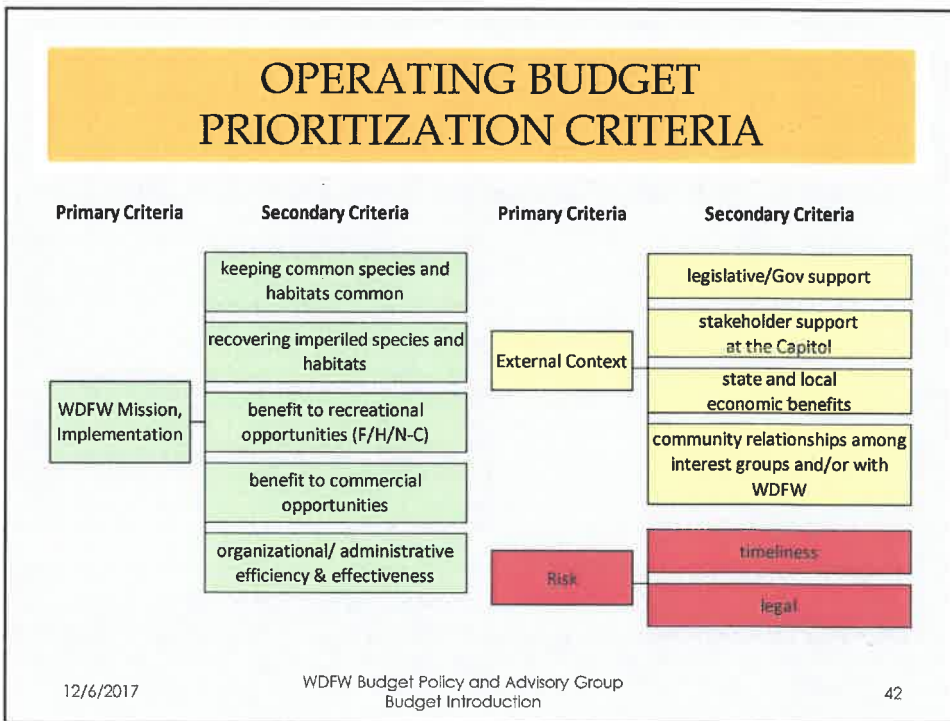 OPERATING BUDGET
PRIORITIZATION CRITERIA
Primary Criteria
Secondary Criteria
WDFW Mission,
Implementation
keeping common species and
habitats common
recovering imperiled species and
habitats
benefit to recreational
opportunities (F/H/N-C)
benefit to commercial
opportunities
organizational/ administrative
efficiency & effectiveness
Primary Criteria
Secondary Criteria
External Context
legislative/Gov support
stakeholder support
at the Capitol
state and local
economic benefits
community relationships among
interest groups and/or with
WDFW
Risk
timeliness
legal
12/6/2017
WDFW Budget Policy and Advisory Group
Budget Introduction
42